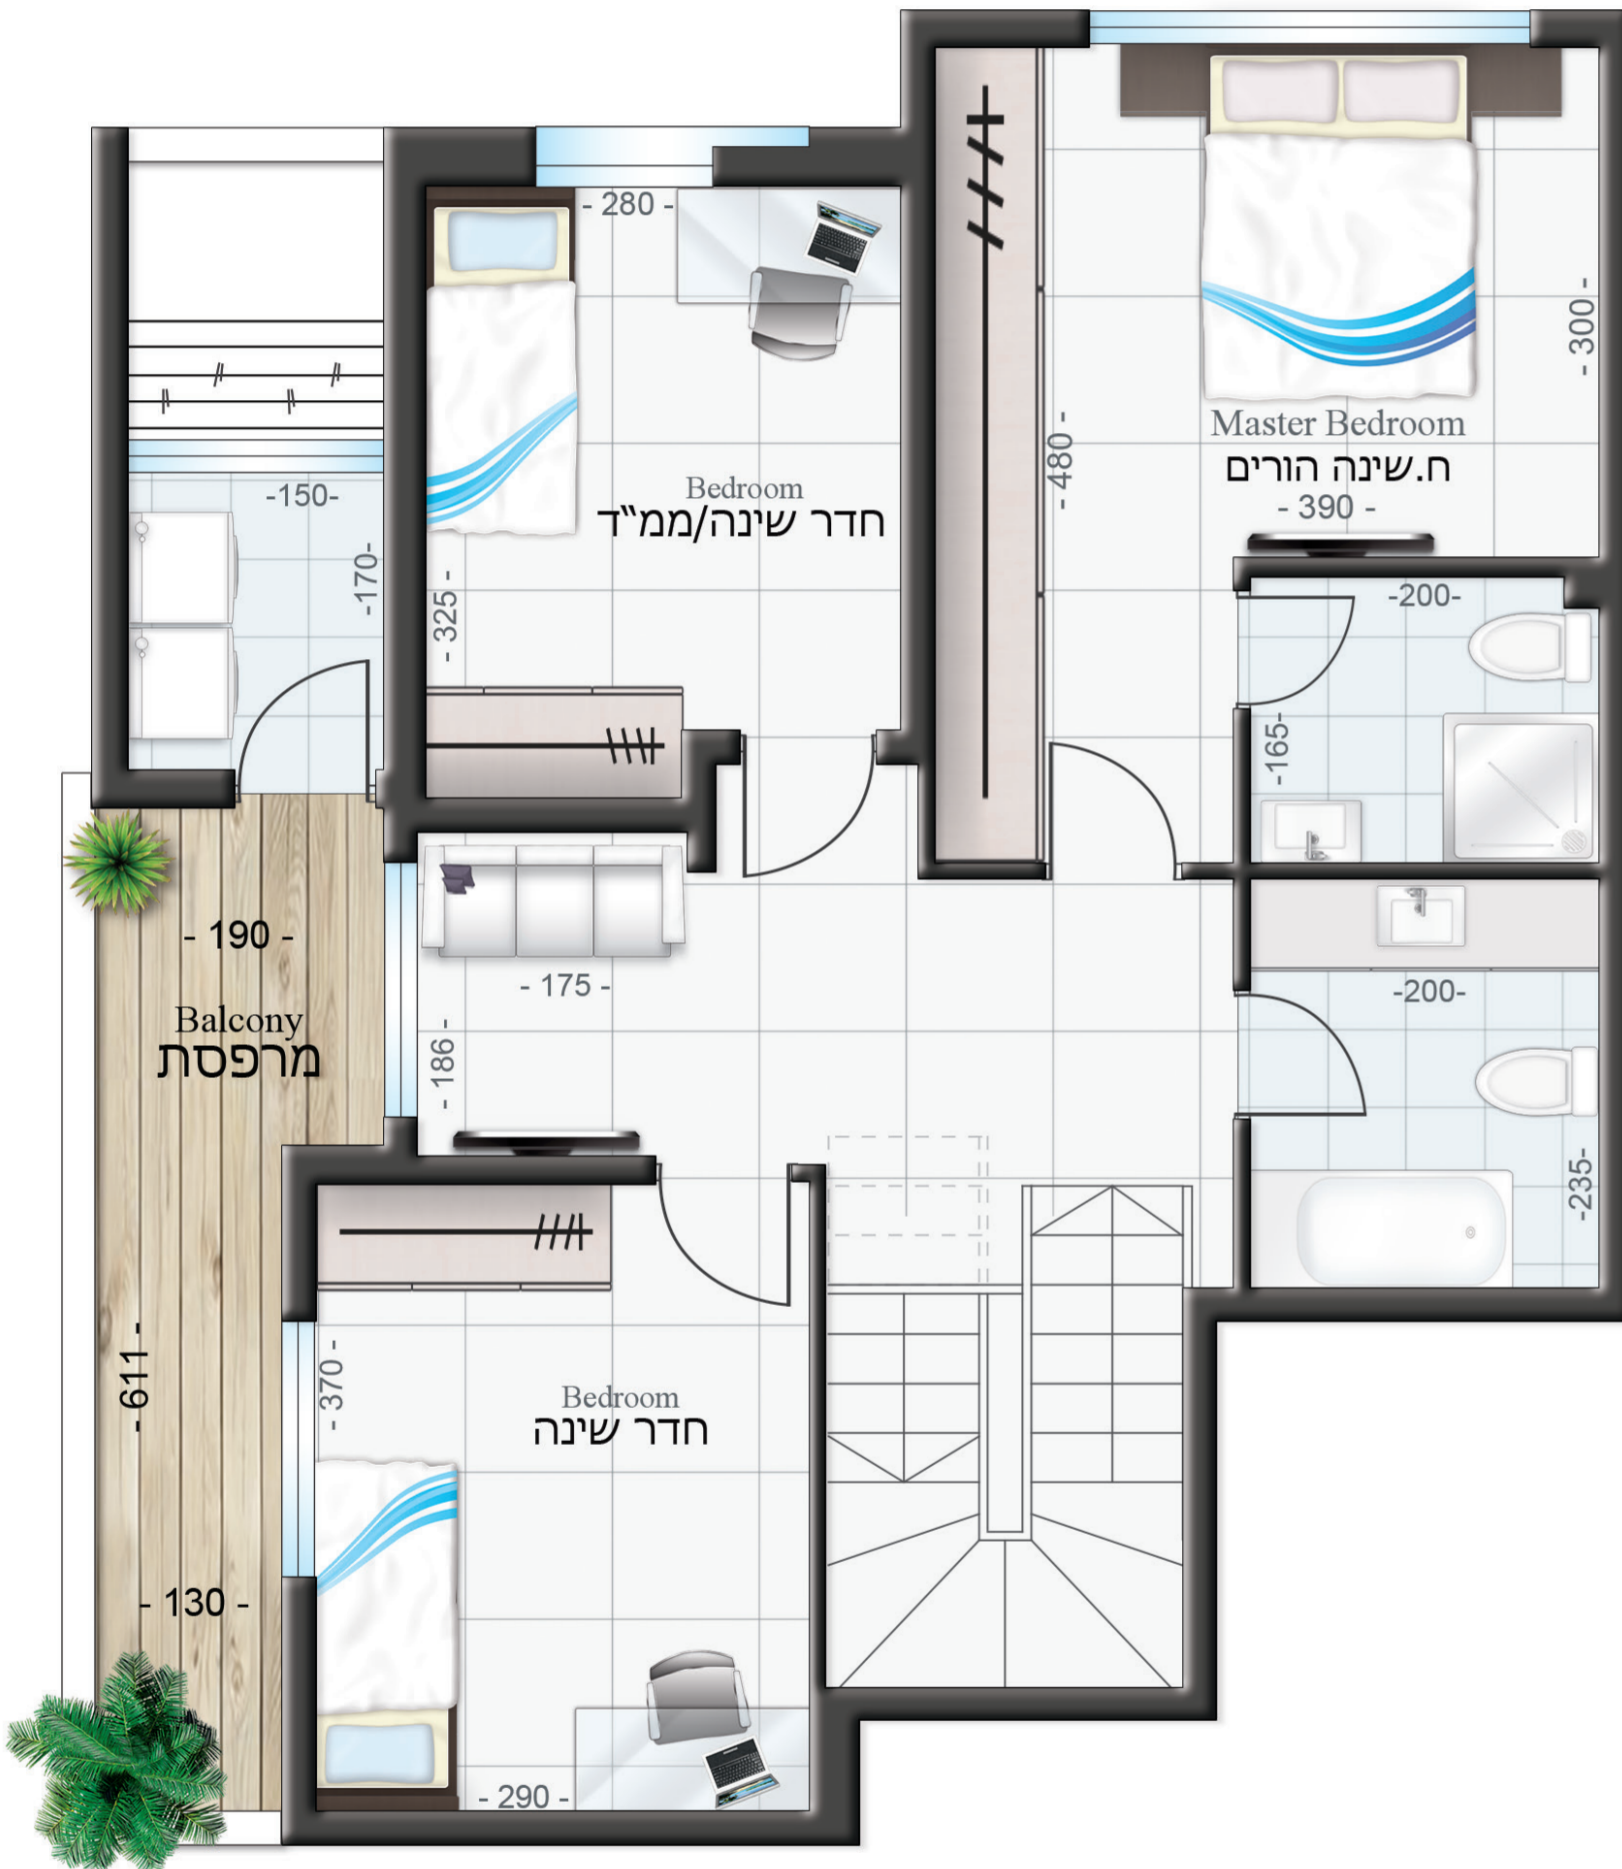 - 280 -
- 300 -
Master Bedroom
ח.שינה הורים
- 390 -
- 480 -
-150-
-170-
Bedroom
חדר שינה/ממ"ד
- 325 -
-200-
-165-
- 190 -
Balcony
מרפסת
- 175 -
- 186 -
-200-
-235-
- 611 -
- 370 -
Bedroom
חדר שינה
- 130 -
- 290 -